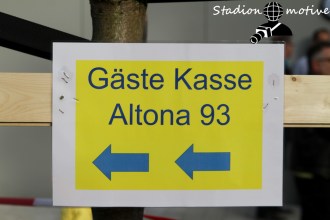 Stadion motive
Gäste Kasse
Altona 93